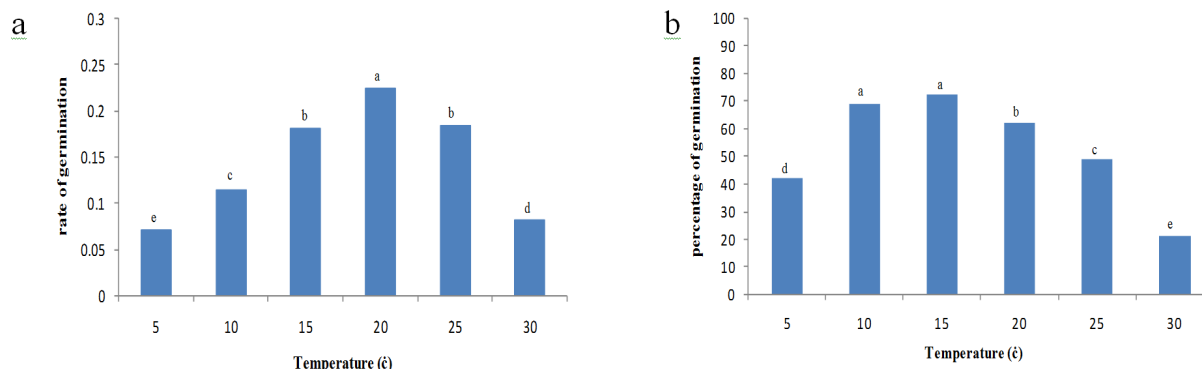 a
rate of germination
0.3
0.25
0.2
0.15
0.1
0.05
0
e
c
b
a
b
d
5 10 15 20 25 30
Temperature (ċ)
b
percentage of germination
100
90
80
70
60
50
40
30
20
10
0
d
a
a
b
c
e
5 10 15 20 25 30
Temperature (ċ)